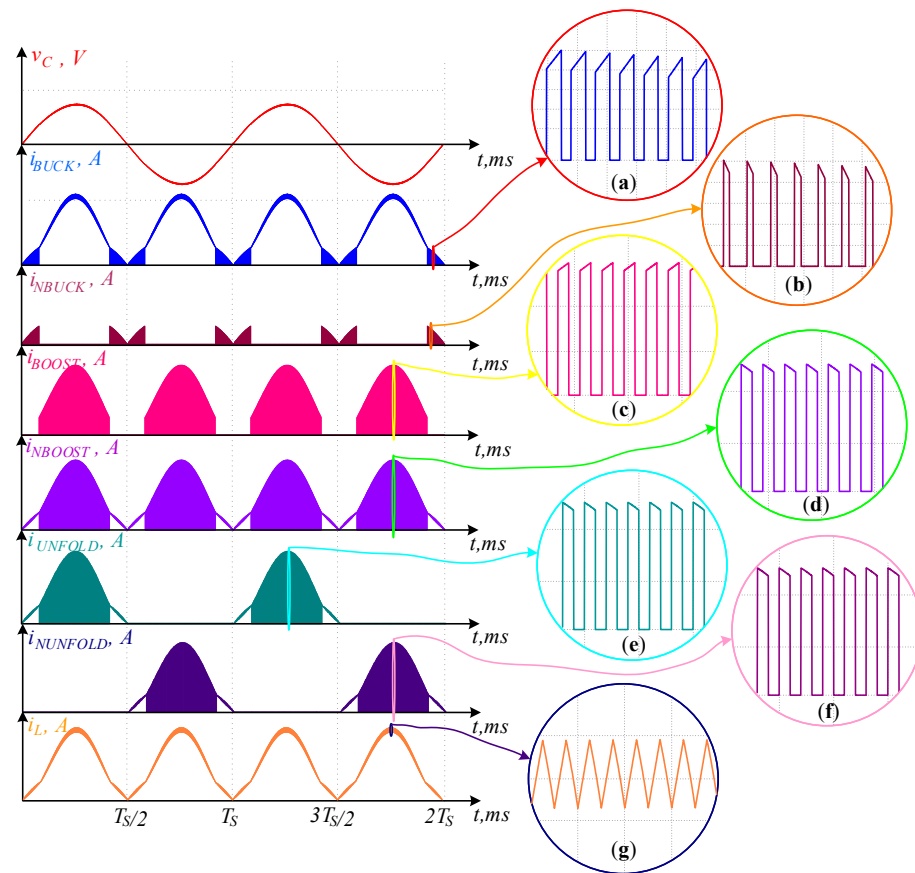 v_C , V
t,ms
i_BUCK, A
(a)
t,ms
i_NBUCK, A
(b)
t,ms
i_BOOST, A
(c)
t,ms
i_NBOOST, A
(d)
t,ms
i_UNFOLD, A
(e)
t,ms
i_NUNFOLD, A
(f)
t,ms
i_L, A
(g)
T_S/2 T_S 3T_S/2 2T_S t,ms